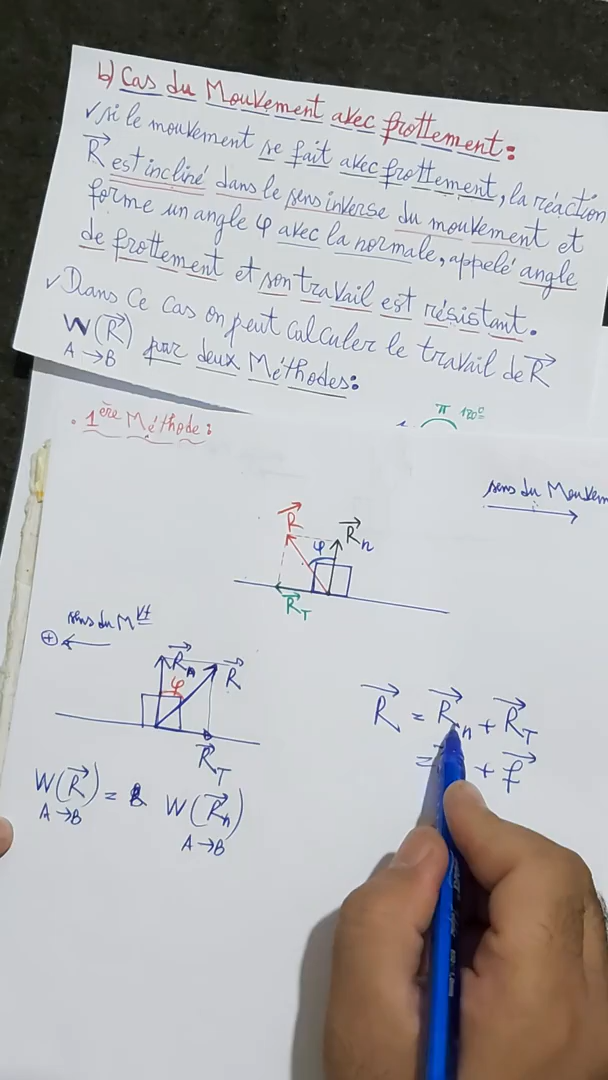 b) Cas du Mouvement avec frottement:
✓ si le mouvement se fait avec frottement, la réaction
R⃗ est incliné dans le sens inverse du mouvement et
forme un angle φ avec la normale, appelé angle
de frottement et son travail est résistant.
✓ Dans ce cas on peut calculer le travail de R⃗
W(R⃗) par deux Méthodes:
A→B
π 180°
. 1ère Méthode:
sens du Mouvem
R⃗ φ R⃗n
R⃗T
sens du Mvt
⊕ ←
R⃗n φ R⃗
R⃗T
R⃗ = R⃗n + R⃗T
= + f⃗
W(R⃗) = W(R⃗n)
A→B A→B